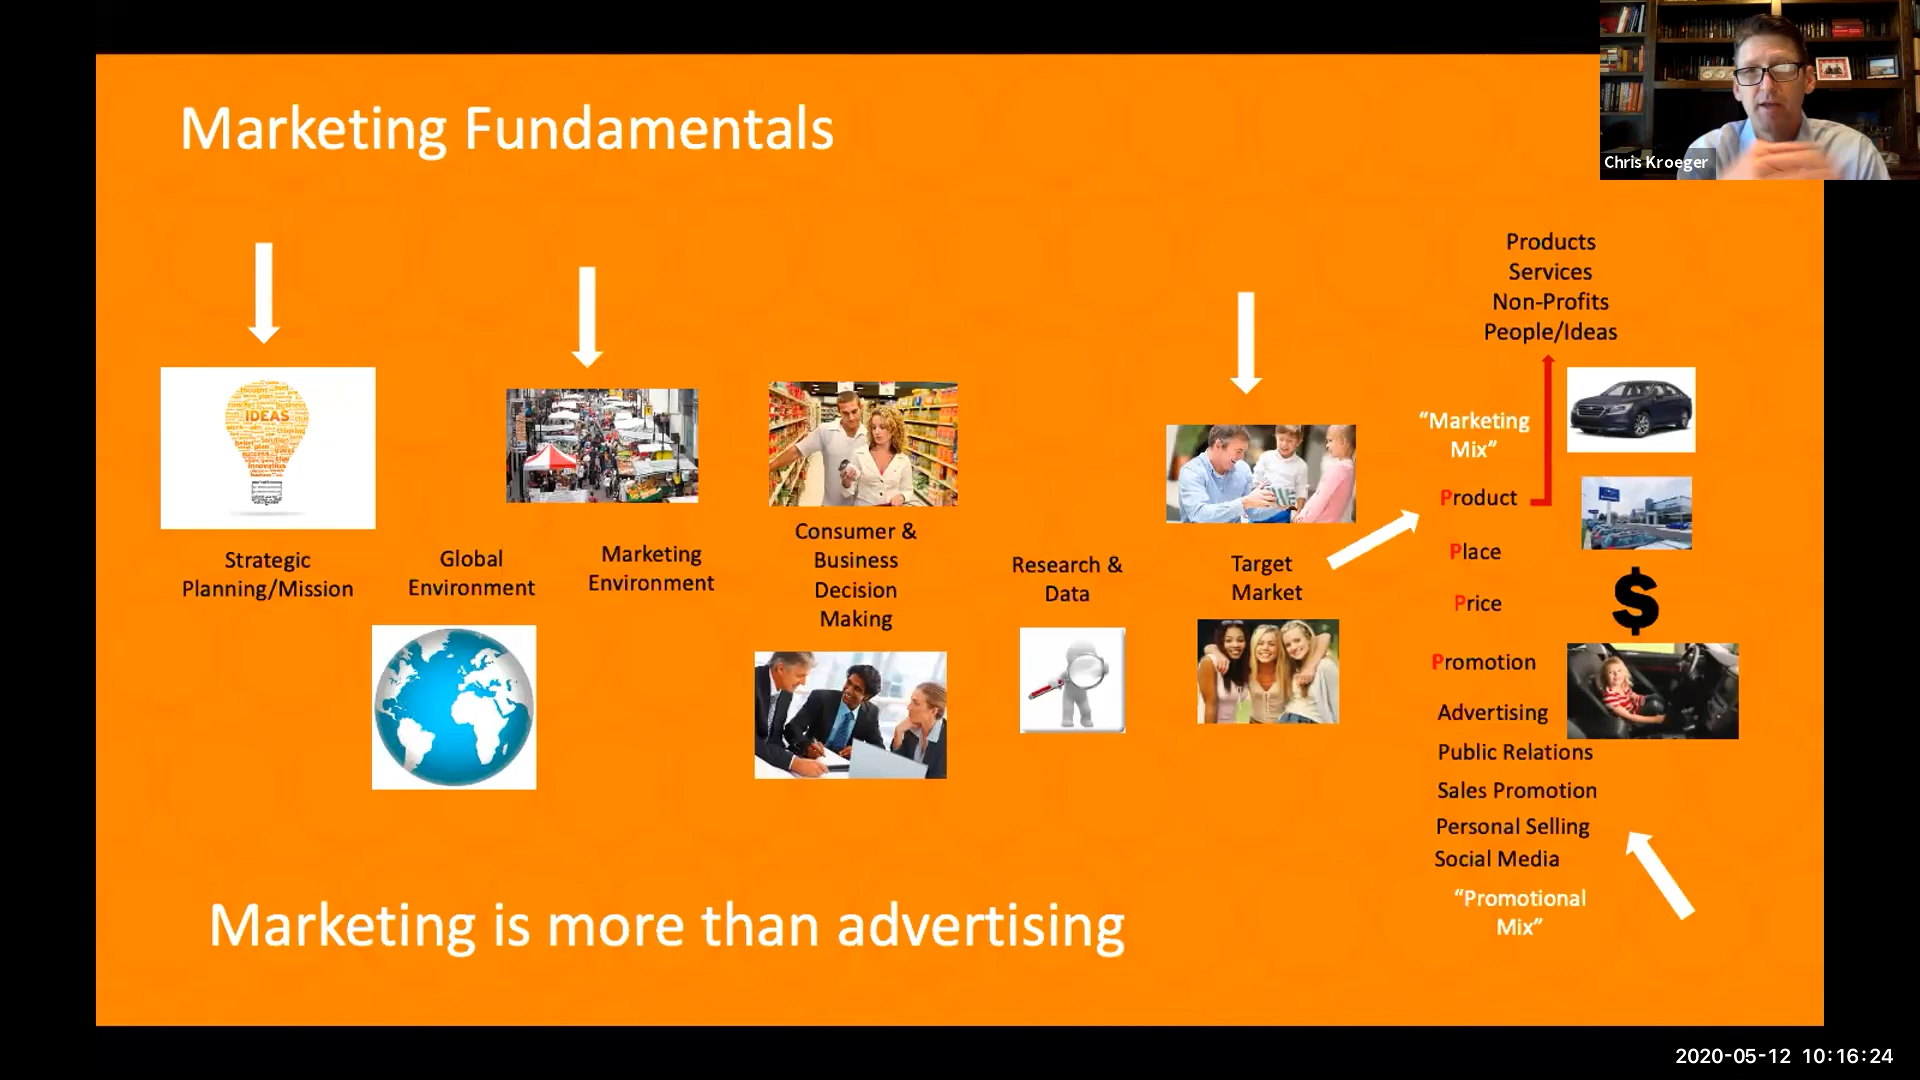 Marketing Fundamentals
Chris Kroeger
IDEAS
Strategic
Planning/Mission
Global
Environment
Marketing
Environment
Consumer &
Business
Decision
Making
Research &
Data
Target
Market
Products
Services
Non-Profits
People/Ideas
“Marketing
Mix”
Product
Place
Price
$
Promotion
Advertising
Public Relations
Sales Promotion
Personal Selling
Social Media
“Promotional
Mix”
Marketing is more than advertising
2020-05-12 10:16:24